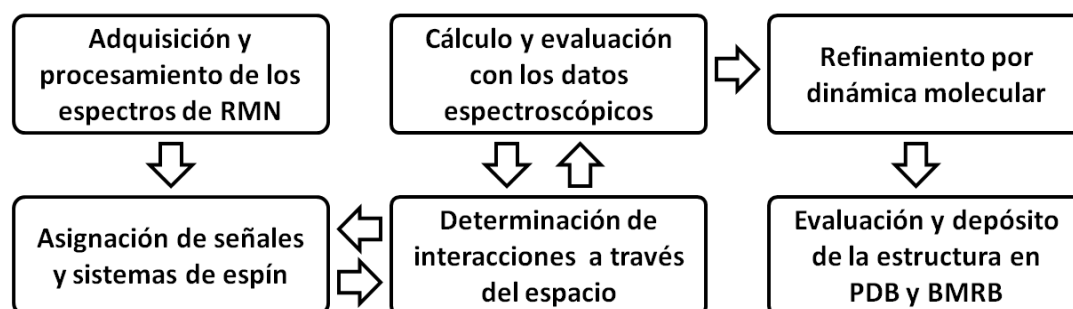 Adquisición y
procesamiento de los
espectros de RMN
Cálculo y evaluación
con los datos
espectroscópicos
Refinamiento por
dinámica molecular
Asignación de señales
y sistemas de espín
Determinación de
interacciones a través
del espacio
Evaluación y depósito
de la estructura en
PDB y BMRB